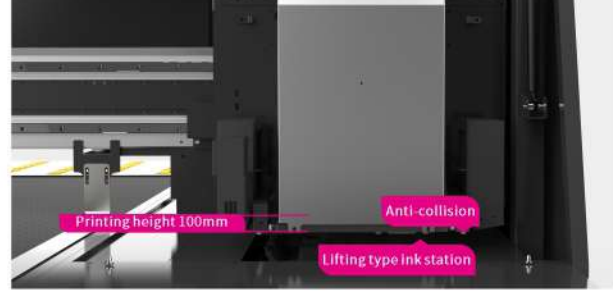 Anti-collision
Printing height 100mm
Lifting type ink station